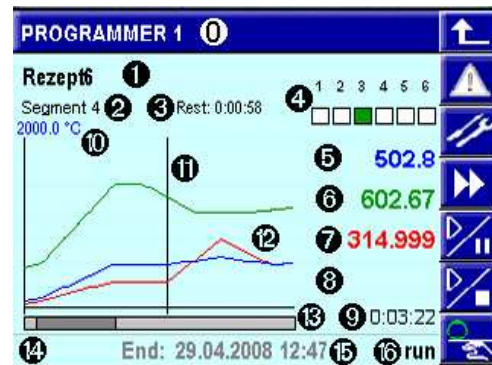 PROGRAMMER 1 0
Rezept6 1
1 2 3 4 5 6
Segment 4 2 3 Rest: 0:00:58 4
2000.0 °C
10
11
5 502.8
6 602.67
12 7 314.999
8
13 9 0:03:22
14 End: 29.04.2008 12:47 15 16 run